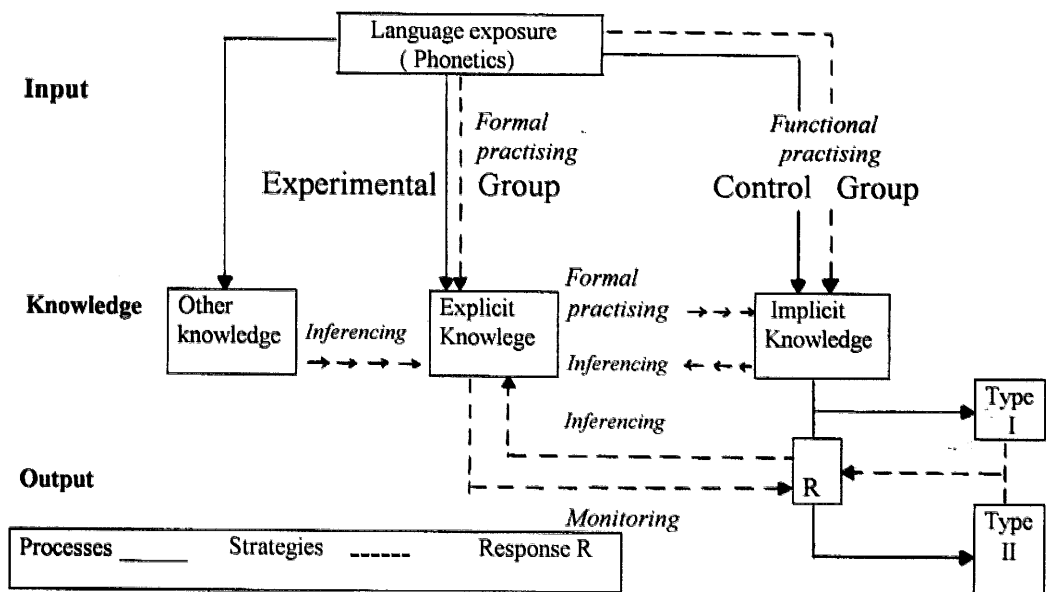 Language exposure
( Phonetics)
Input
Formal
practising
Functional
practising
Experimental Group
Control Group
Knowledge
Other
knowledge
Inferencing
Explicit
Knowlege
Formal
practising
Inferencing
Implicit
Knowledge
Type
I
Inferencing
Output
R
Monitoring
Type
II
Processes _____ Strategies ------ Response R